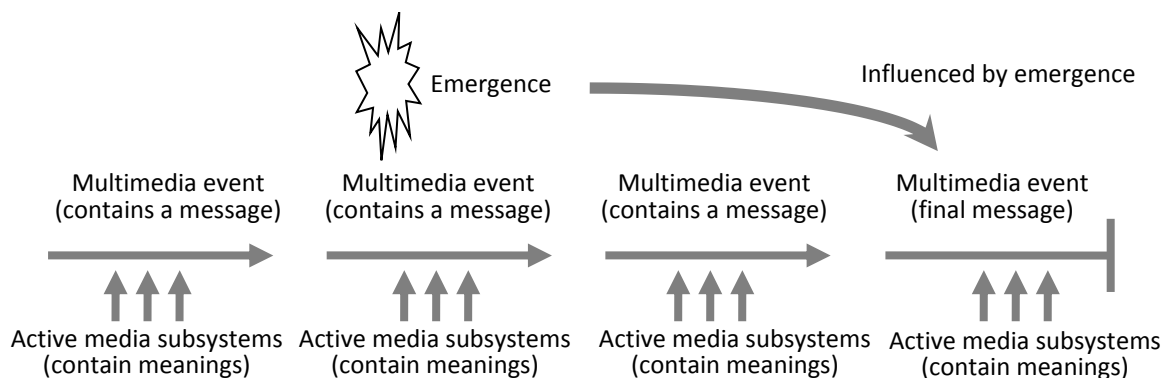 Emergence
Influenced by emergence
Multimedia event
(contains a message)
Multimedia event
(contains a message)
Multimedia event
(contains a message)
Multimedia event
(final message)
Active media subsystems
(contain meanings)
Active media subsystems
(contain meanings)
Active media subsystems
(contain meanings)
Active media subsystems
(contain meanings)